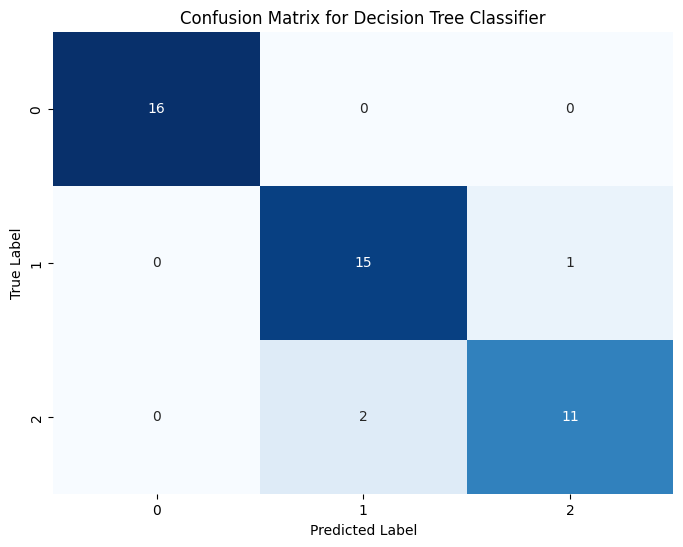 Confusion Matrix for Decision Tree Classifier
True Label
0
16 0 0
1
0 15 1
2
0 2 11
0 1 2
Predicted Label